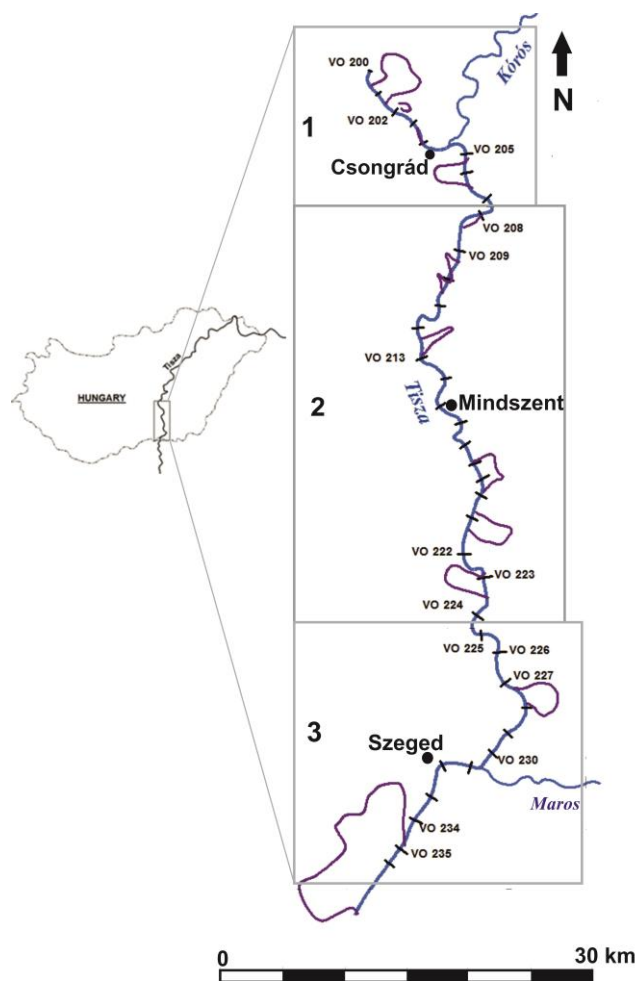 Körös
N
VO 200
VO 202
1
VO 205
Csongrád
VO 208
VO 209
Tisza
HUNGARY
VO 213
2
Tisza
Mindszent
VO 222
VO 223
VO 224
VO 225
VO 226
VO 227
3
Szeged
VO 230
Maros
VO 234
VO 235
0
30 km